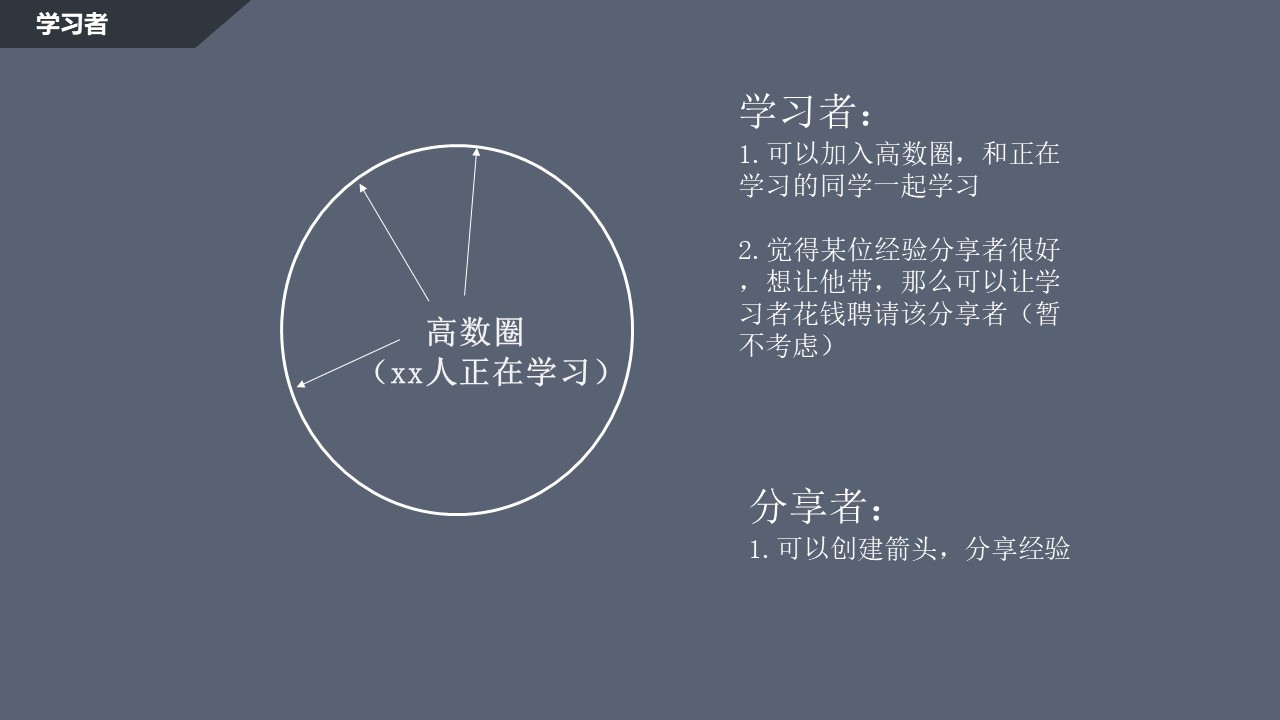 学习者
高数圈
（xx人正在学习）
学习者：
1.可以加入高数圈，和正在
学习的同学一起学习
2.觉得某位经验分享者很好
，想让他带，那么可以让学
习者花钱聘请该分享者（暂
不考虑）
分享者：
1.可以创建箭头，分享经验